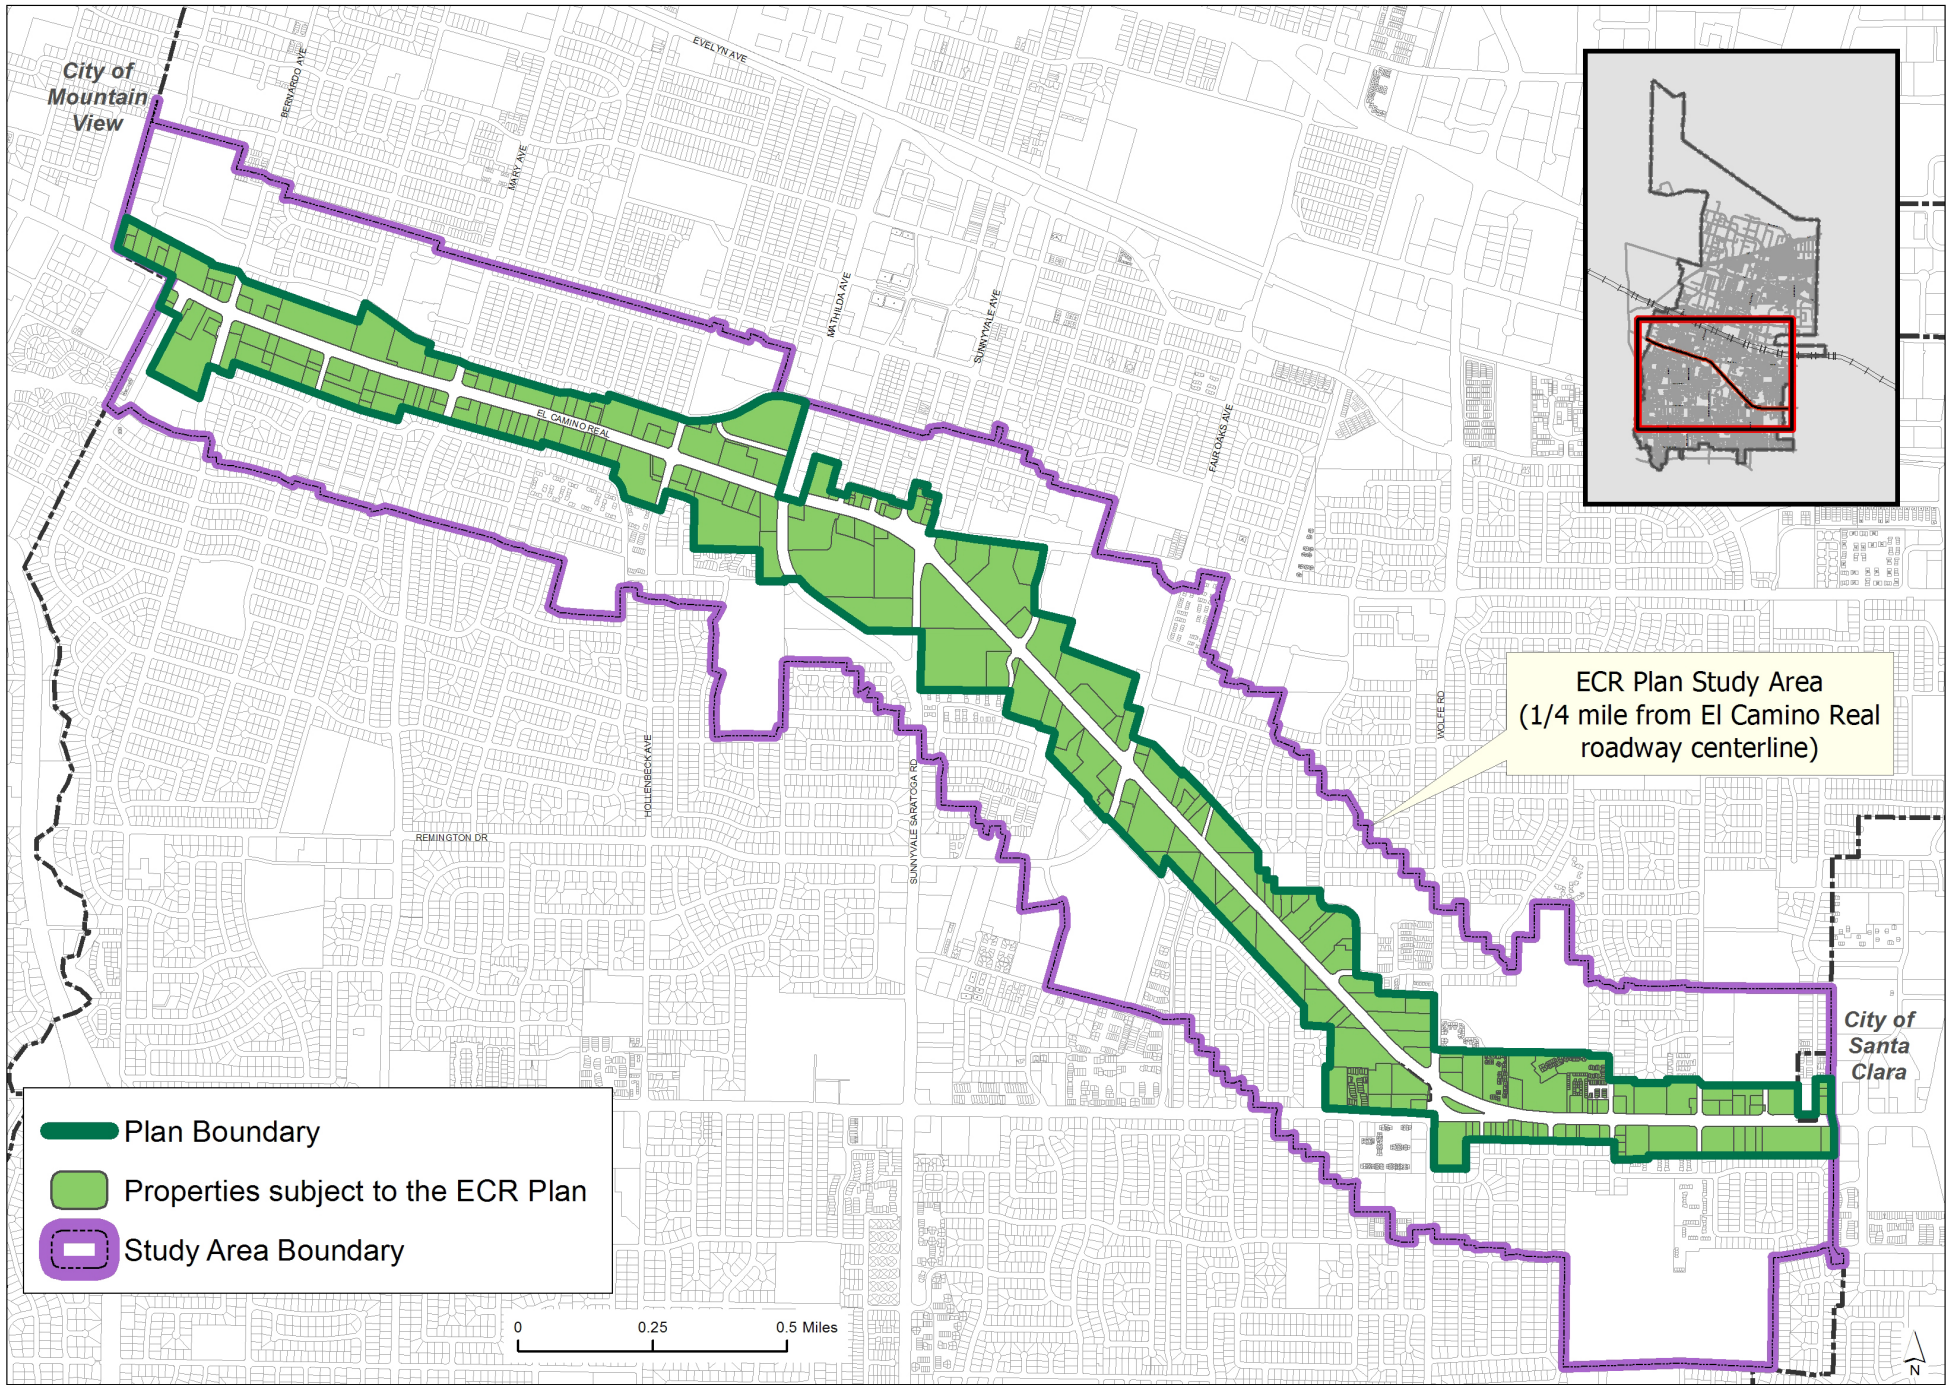 EVELYN AVE
City of
Mountain
View
BERNARDO AVE
MARY AVE
MATHILDA AVE
SUNNYVALE AVE
FAIR OAKS AVE
EL CAMINO REAL
WOLFE RD
ECR Plan Study Area
(1/4 mile from El Camino Real
roadway centerline)
HOLLENBECK AVE
SUNNYVALE SARATOGA RD
REMINGTON DR
City of
Santa
Clara
Plan Boundary
Properties subject to the ECR Plan
Study Area Boundary
0 0.25 0.5 Miles
N